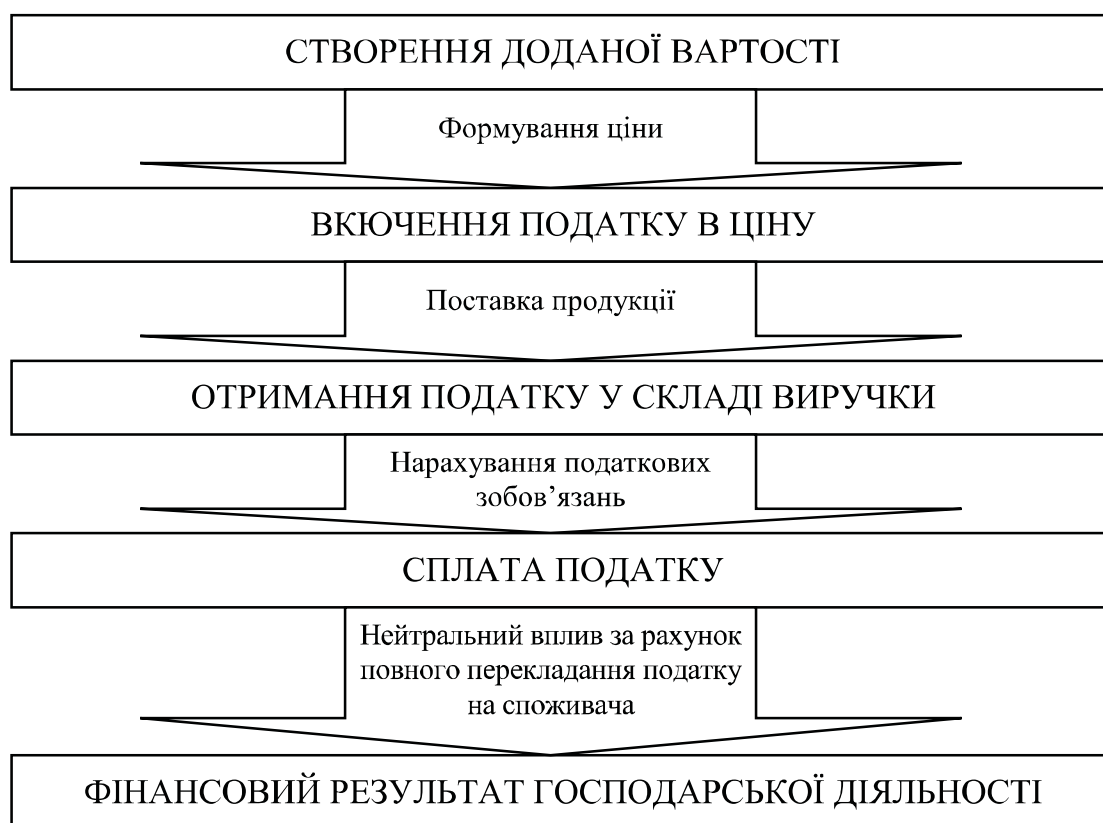 СТВОРЕННЯ ДОДАНОЇ ВАРТОСТІ
Формування ціни
ВКЮЧЕННЯ ПОДАТКУ В ЦІНУ
Поставка продукції
ОТРИМАННЯ ПОДАТКУ У СКЛАДІ ВИРУЧКИ
Нарахування податкових
зобов’язань
СПЛАТА ПОДАТКУ
Нейтральний вплив за рахунок
повного перекладання податку
на споживача
ФІНАНСОВИЙ РЕЗУЛЬТАТ ГОСПОДАРСЬКОЇ ДІЯЛЬНОСТІ